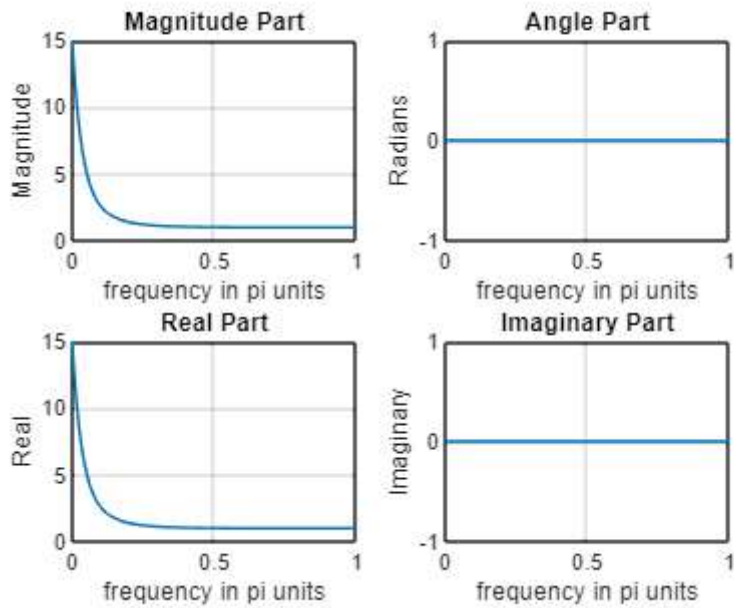 Magnitude Part
15
10
5
0
Magnitude
0 0.5 1
frequency in pi units
Angle Part
1
0
-1
Radians
0 0.5 1
frequency in pi units
Real Part
15
10
5
0
Real
0 0.5 1
frequency in pi units
Imaginary Part
1
0
-1
Imaginary
0 0.5 1
frequency in pi units